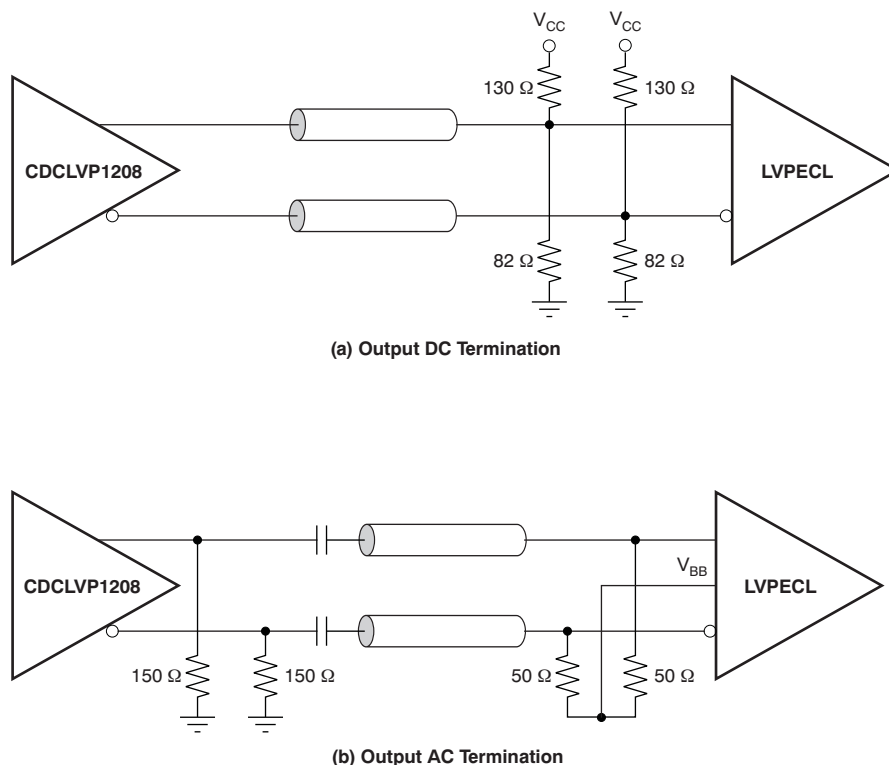 V_CC V_CC
130 Ω 130 Ω
CDCLVP1208 LVPECL
82 Ω 82 Ω
(a) Output DC Termination
V_BB
CDCLVP1208 LVPECL
150 Ω 150 Ω 50 Ω 50 Ω
(b) Output AC Termination